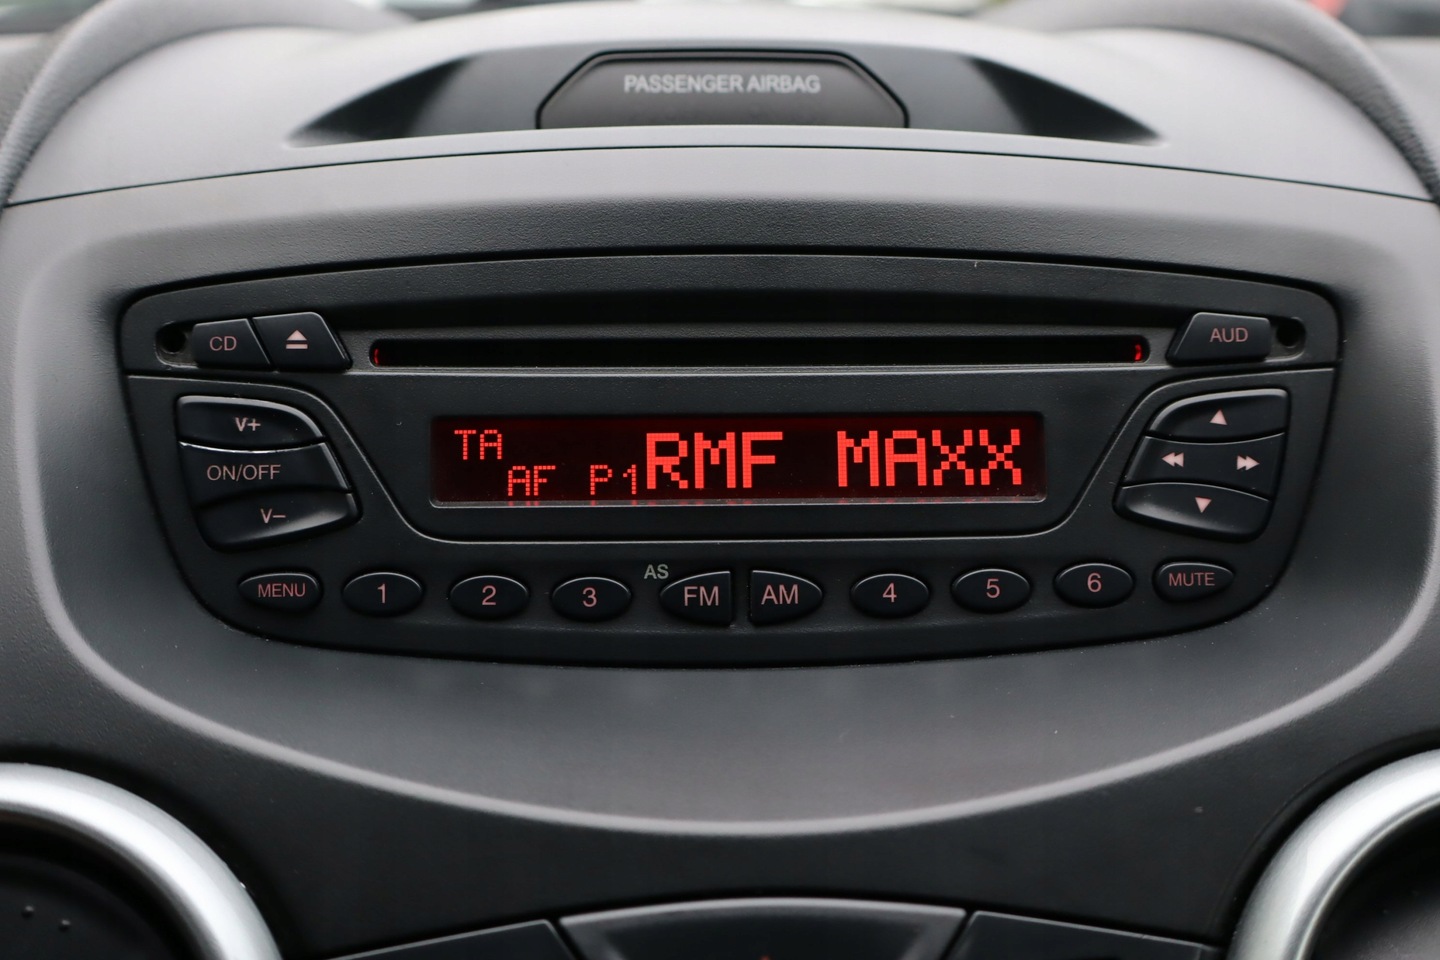 PASSENGER AIRBAG
CD
AUD
V+
ON/OFF
V–
TA
AF P1 RMF MAXX
MENU 1 2 3 AS FM AM 4 5 6 MUTE